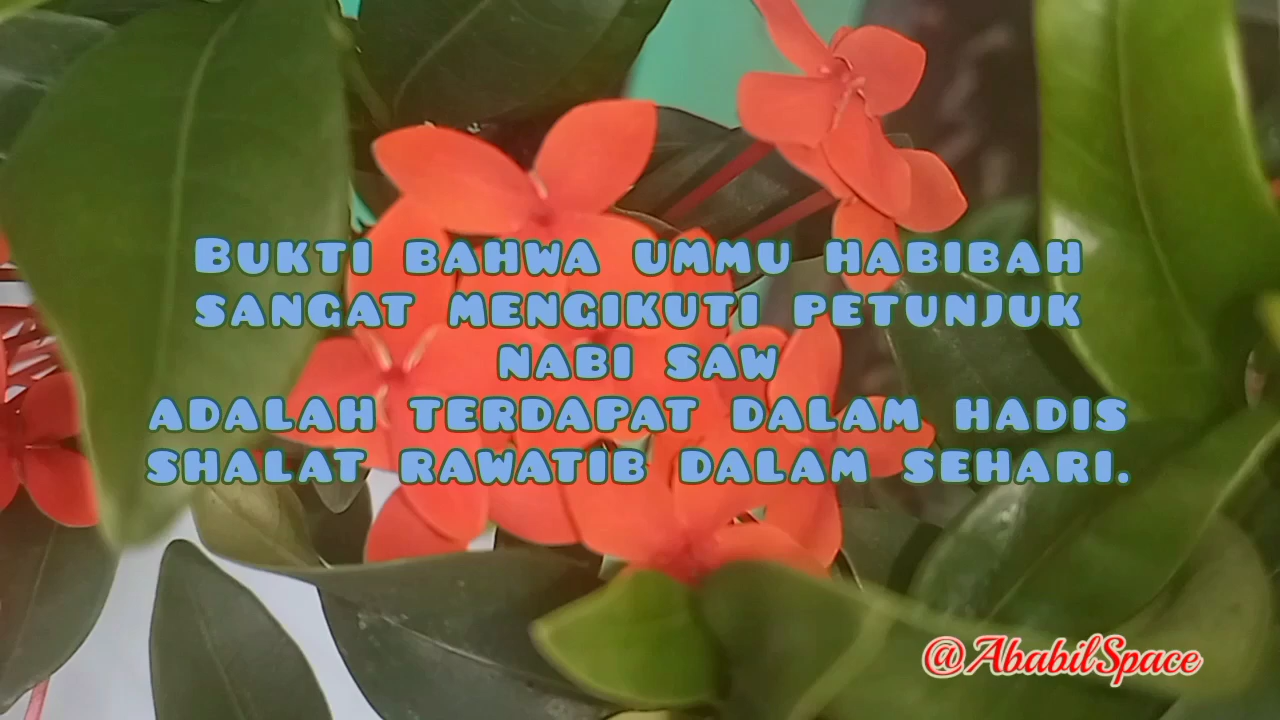 Bukti bahwa ummu habibah
sangat mengikuti petunjuk
nabi saw
adalah terdapat dalam hadis
shalat rawatib dalam sehari.
@AbabilSpace